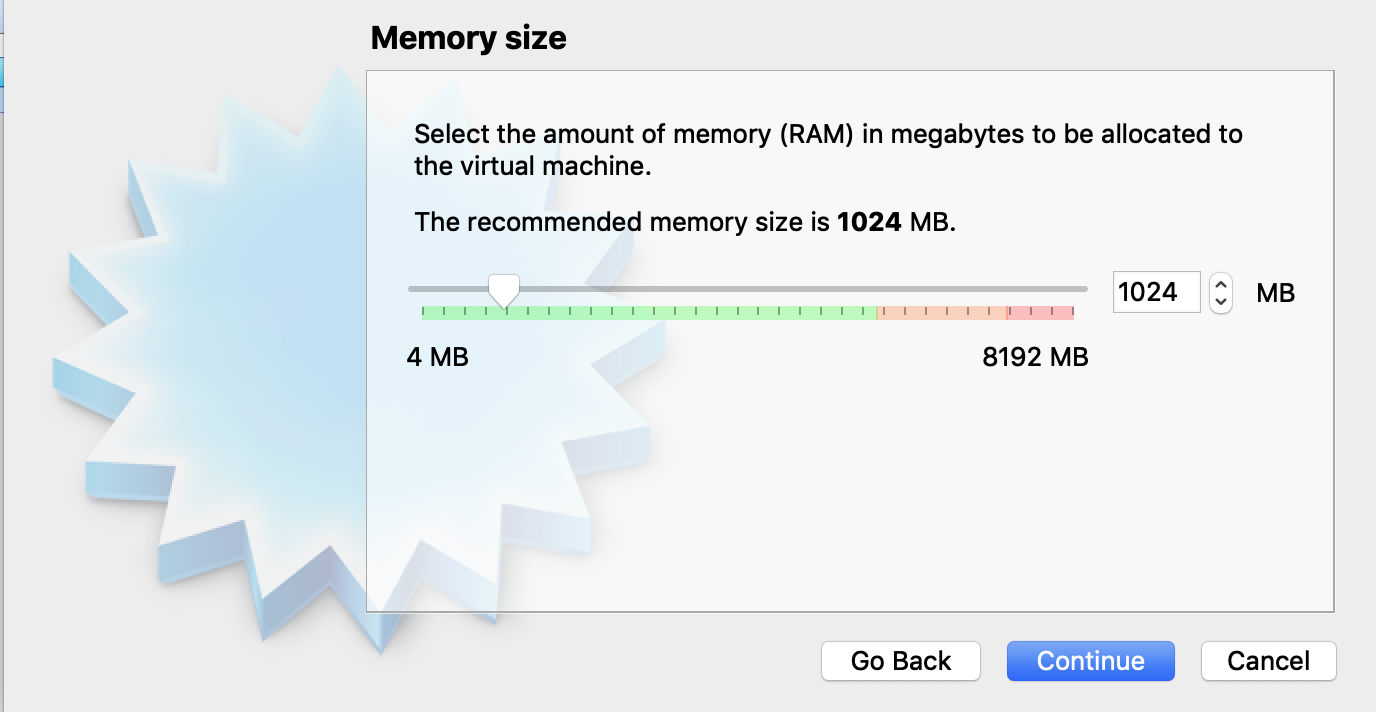 Memory size
Select the amount of memory (RAM) in megabytes to be allocated to
the virtual machine.
The recommended memory size is 1024 MB.
1024 MB
4 MB 8192 MB
Go Back Continue Cancel